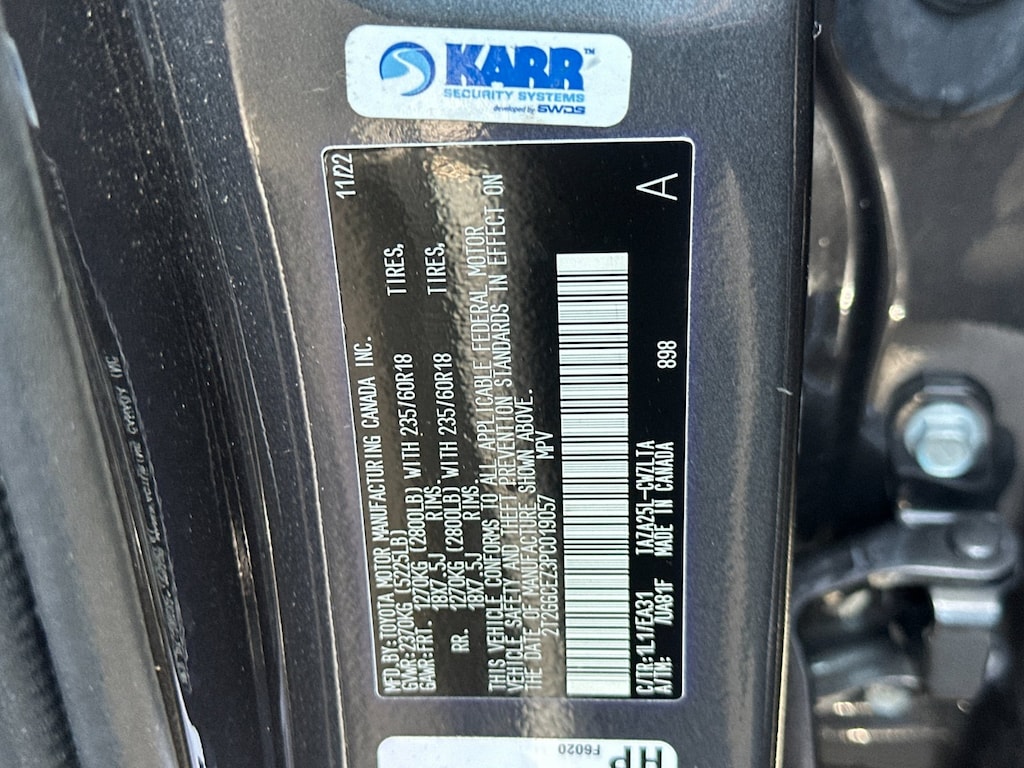 KARR™
SECURITY SYSTEMS
developed by SWDS
MFD. BY: TOYOTA MOTOR MANUFACTURING CANADA INC. 11/22
GVWR: 2370KG (5225LB)
GAWR: FRT. 1270KG (2800LB) WITH 235/60R18 TIRES,
18X7.5J RIMS.
RR. 1270KG (2800LB) WITH 235/60R18 TIRES,
18X7.5J RIMS.
THIS VEHICLE CONFORMS TO ALL APPLICABLE FEDERAL MOTOR
VEHICLE SAFETY AND THEFT PREVENTION STANDARDS IN EFFECT ON
THE DATE OF MANUFACTURE SHOWN ABOVE.
2T2GGCEZ3PC019057 MPV
C/TR: 1L1/EA31 TAZA25L-CWZLTA
A/TM: UA81F MADE IN CANADA 898 A
F6020